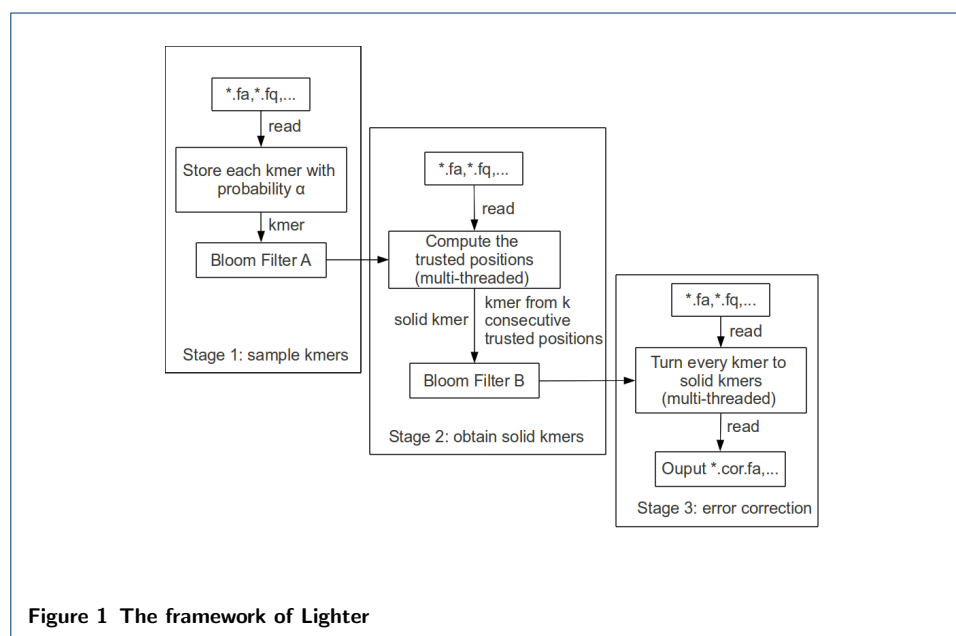 *.fa,*.fq,...
read
Store each kmer with
probability α
kmer
Bloom Filter A
Stage 1: sample kmers
*.fa,*.fq,...
read
Compute the
trusted positions
(multi-threaded)
solid kmer
kmer from k
consecutive
trusted positions
Bloom Filter B
Stage 2: obtain solid kmers
*.fa,*.fq,...
read
Turn every kmer to
solid kmers
(multi-threaded)
read
Ouput *.cor.fa,...
Stage 3: error correction
Figure 1 The framework of Lighter